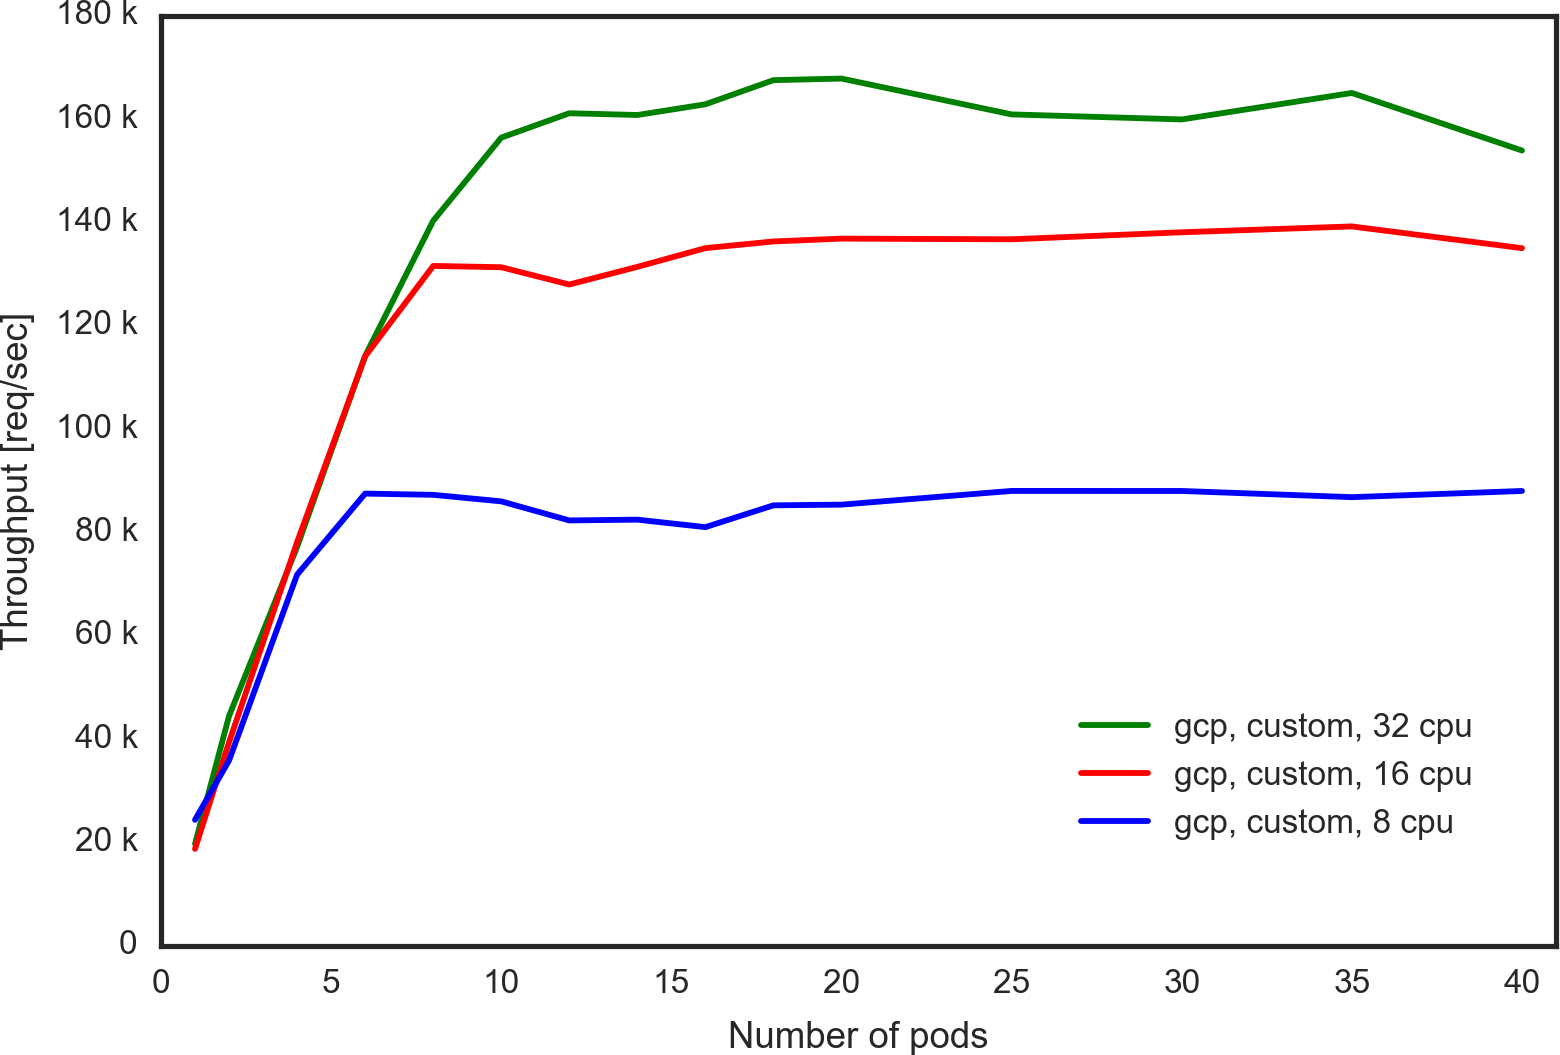 180 k
160 k
140 k
120 k
100 k
80 k
60 k
40 k
20 k
0
Throughput [req/sec]
gcp, custom, 32 cpu
gcp, custom, 16 cpu
gcp, custom, 8 cpu
0 5 10 15 20 25 30 35 40
Number of pods